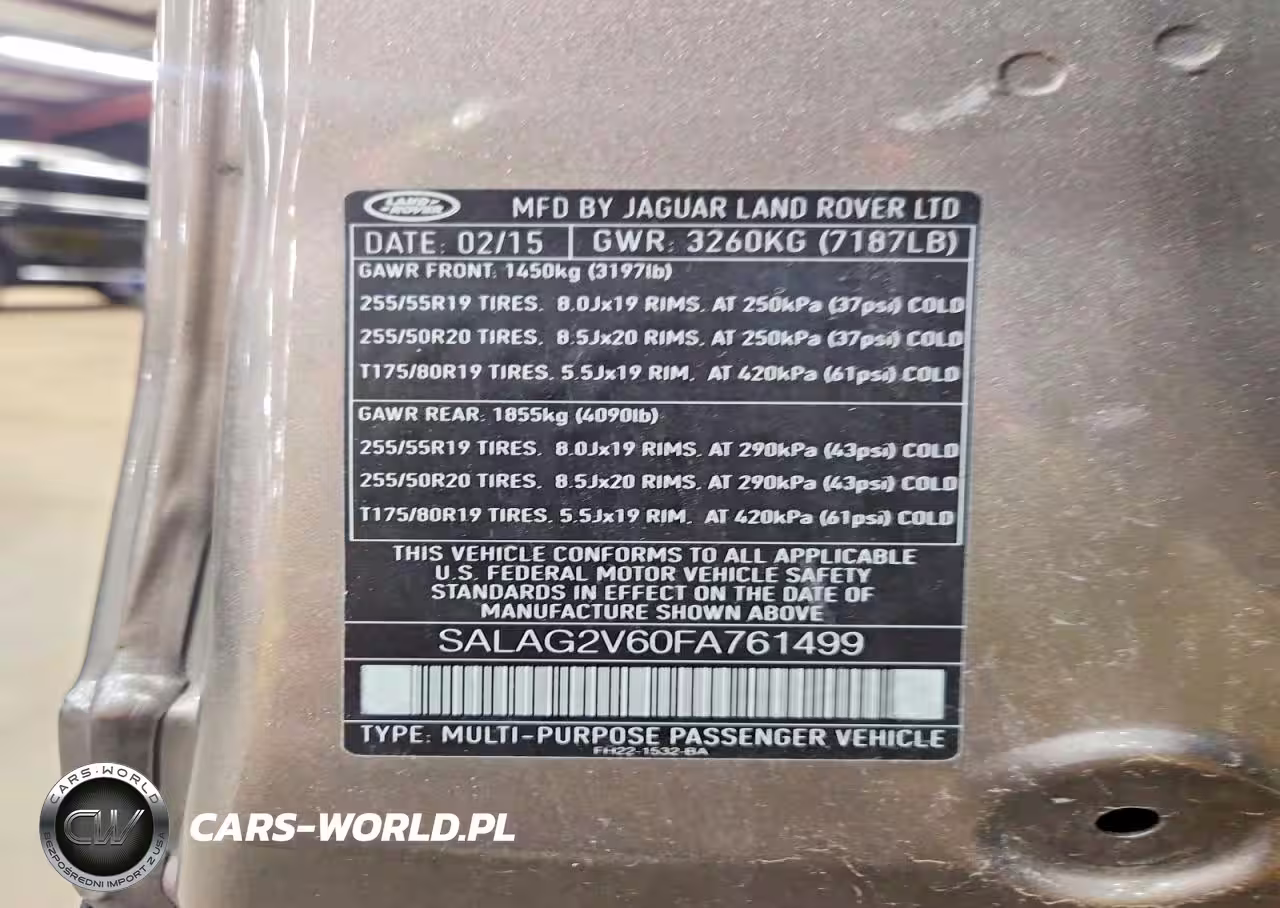 LAND ROVER
MFD BY JAGUAR LAND ROVER LTD
DATE: 02/15 GWR: 3260KG (7187LB)
GAWR FRONT: 1450kg (3197lb)
255/55R19 TIRES, 8.0Jx19 RIMS, AT 250kPa (37psi) COLD
255/50R20 TIRES, 8.5Jx20 RIMS, AT 250kPa (37psi) COLD
T175/80R19 TIRES, 5.5Jx19 RIM, AT 420kPa (61psi) COLD
GAWR REAR: 1855kg (4090lb)
255/55R19 TIRES, 8.0Jx19 RIMS, AT 290kPa (43psi) COLD
255/50R20 TIRES, 8.5Jx20 RIMS, AT 290kPa (43psi) COLD
T175/80R19 TIRES, 5.5Jx19 RIM, AT 420kPa (61psi) COLD
THIS VEHICLE CONFORMS TO ALL APPLICABLE
U.S. FEDERAL MOTOR VEHICLE SAFETY
STANDARDS IN EFFECT ON THE DATE OF
MANUFACTURE SHOWN ABOVE
SALAG2V60FA761499
TYPE: MULTI-PURPOSE PASSENGER VEHICLE
FH22-1532-BA
CARS-WORLD
CW
BEZPOŚREDNI IMPORT Z USA
CARS-WORLD.PL